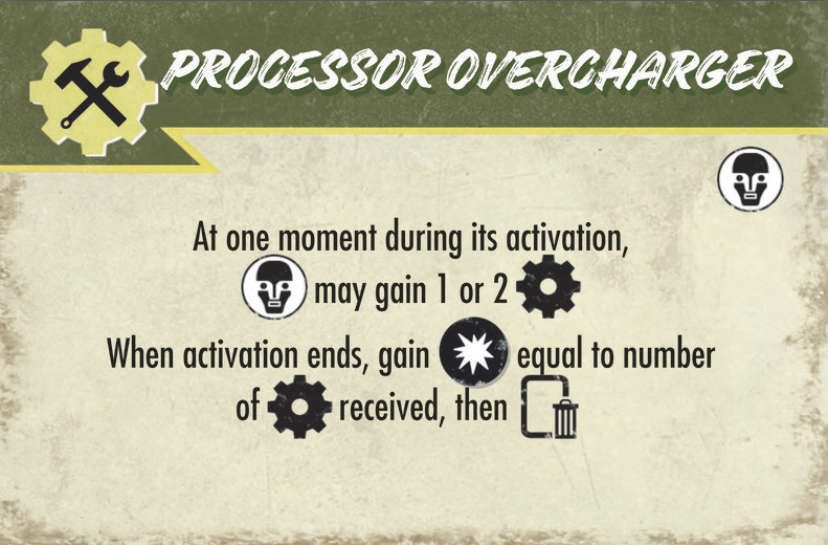 PROCESSOR OVERCHARGER
At one moment during its activation,
may gain 1 or 2
When activation ends, gain equal to number
of received, then